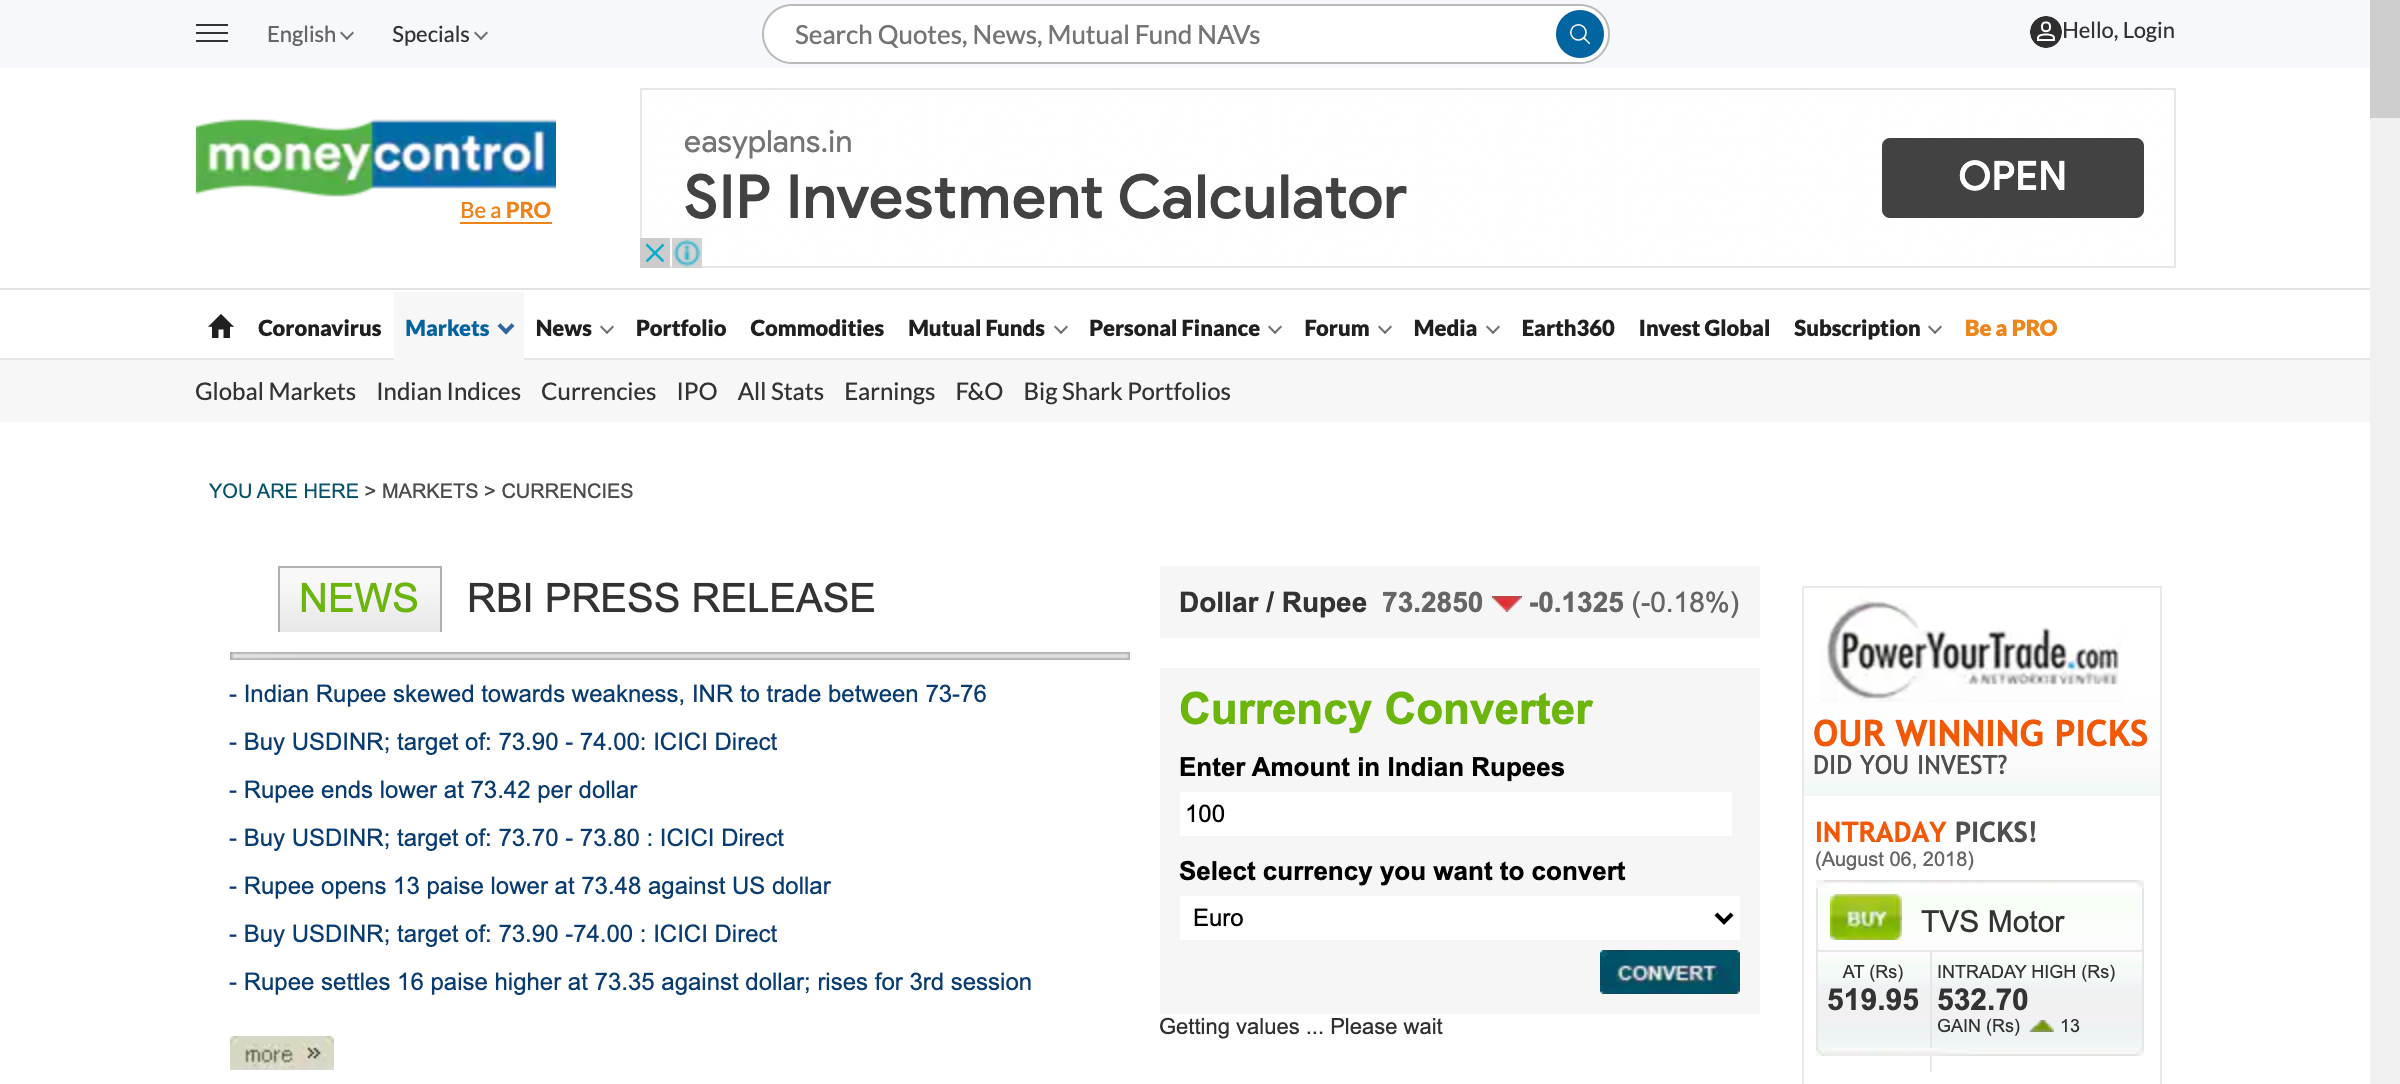 English Specials Search Quotes, News, Mutual Fund NAVs Hello, Login
moneycontrol
Be a PRO
easyplans.in
SIP Investment Calculator
OPEN
Coronavirus Markets News Portfolio Commodities Mutual Funds Personal Finance Forum Media Earth360 Invest Global Subscription Be a PRO
Global Markets Indian Indices Currencies IPO All Stats Earnings F&O Big Shark Portfolios
YOU ARE HERE > MARKETS > CURRENCIES
NEWS RBI PRESS RELEASE
- Indian Rupee skewed towards weakness, INR to trade between 73-76
- Buy USDINR; target of: 73.90 - 74.00: ICICI Direct
- Rupee ends lower at 73.42 per dollar
- Buy USDINR; target of: 73.70 - 73.80 : ICICI Direct
- Rupee opens 13 paise lower at 73.48 against US dollar
- Buy USDINR; target of: 73.90 -74.00 : ICICI Direct
- Rupee settles 16 paise higher at 73.35 against dollar; rises for 3rd session
more »
Dollar / Rupee 73.2850 -0.1325 (-0.18%)
Currency Converter
Enter Amount in Indian Rupees
100
Select currency you want to convert
Euro
CONVERT
Getting values ... Please wait
PowerYourTrade.com
A NETWORK18 VENTURE
OUR WINNING PICKS
DID YOU INVEST?
INTRADAY PICKS!
(August 06, 2018)
BUY TVS Motor
AT (Rs) INTRADAY HIGH (Rs)
519.95 532.70
GAIN (Rs) 13